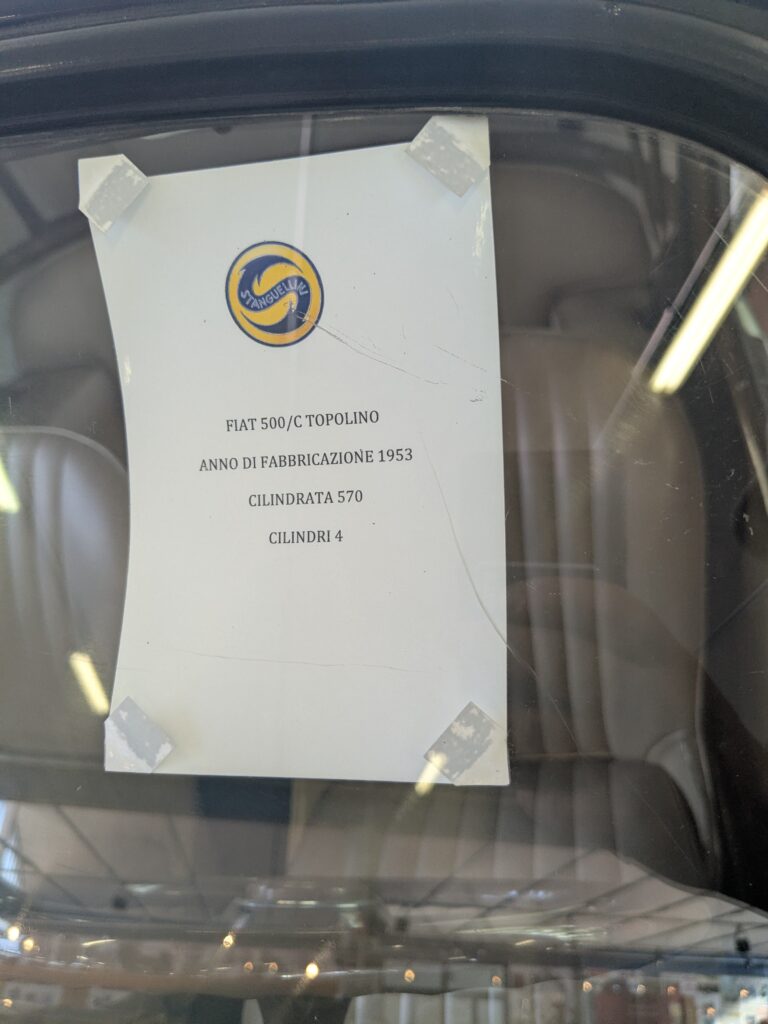 STANGUELLINI
FIAT 500/C TOPOLINO
ANNO DI FABBRICAZIONE 1953
CILINDRATA 570
CILINDRI 4